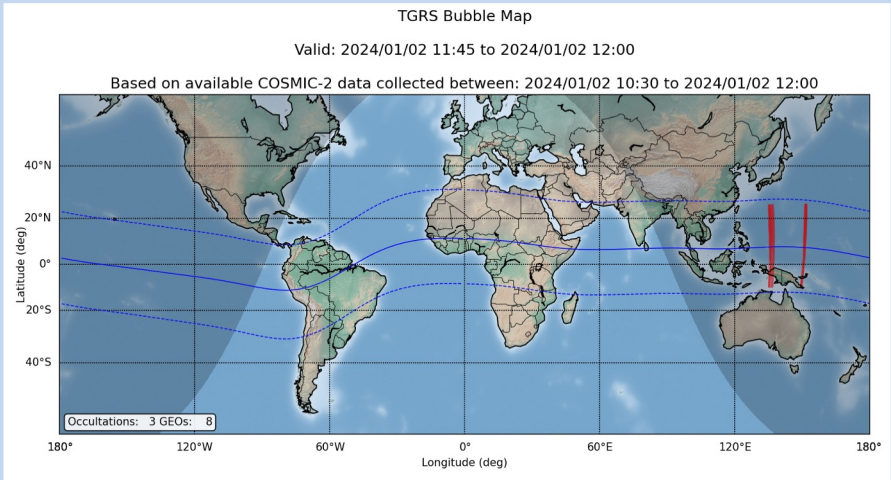 TGRS Bubble Map
Valid: 2024/01/02 11:45 to 2024/01/02 12:00
Based on available COSMIC-2 data collected between: 2024/01/02 10:30 to 2024/01/02 12:00
Latitude (deg)
40°N
20°N
0°
20°S
40°S
Occultations: 3 GEOs: 8
180° 120°W 60°W 0° 60°E 120°E 180°
Longitude (deg)